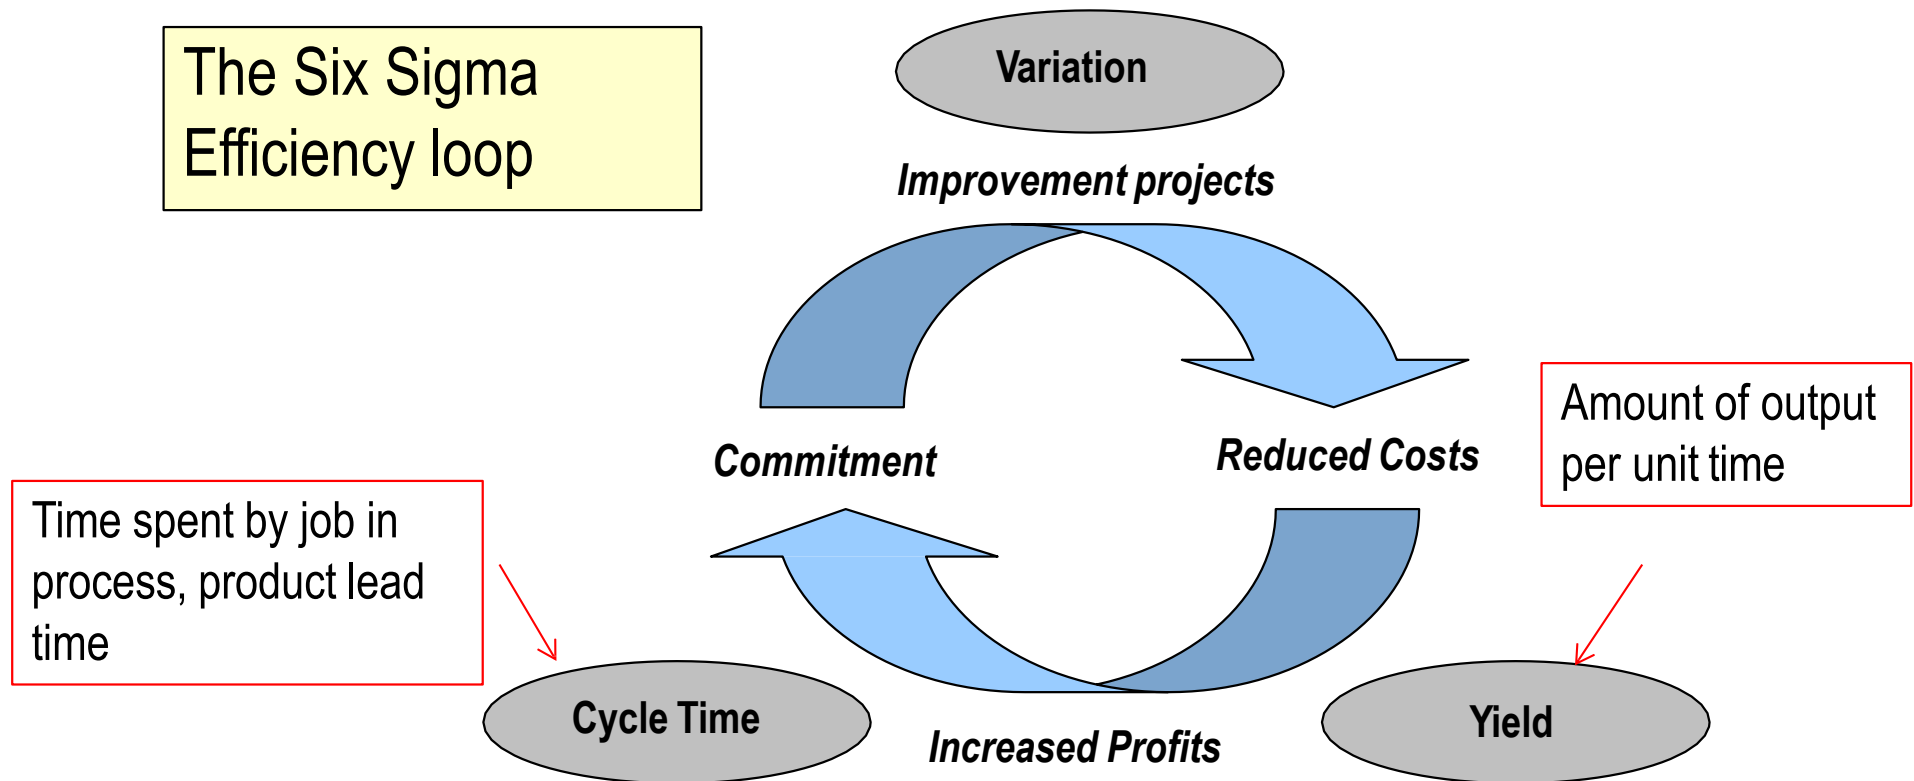 The Six Sigma
Efficiency loop
Variation
Improvement projects
Commitment
Reduced Costs
Amount of output
per unit time
Time spent by job in
process, product lead
time
Cycle Time
Increased Profits
Yield